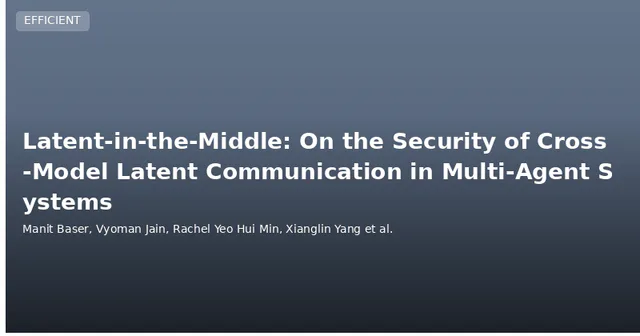 EFFICIENT
Latent-in-the-Middle: On the Security of Cross
-Model Latent Communication in Multi-Agent S
ystems
Manit Baser, Vyoman Jain, Rachel Yeo Hui Min, Xianglin Yang et al.